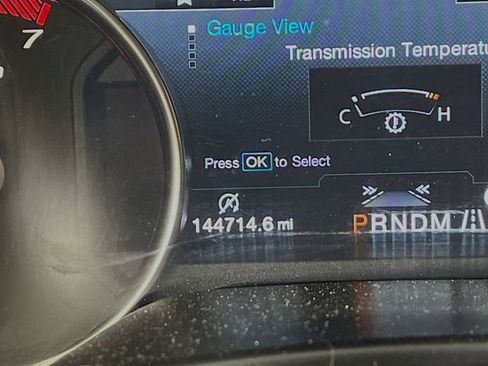 7
Gauge View
Transmission Temperatu
C H
Press OK to Select
144714.6 mi
PRNDM